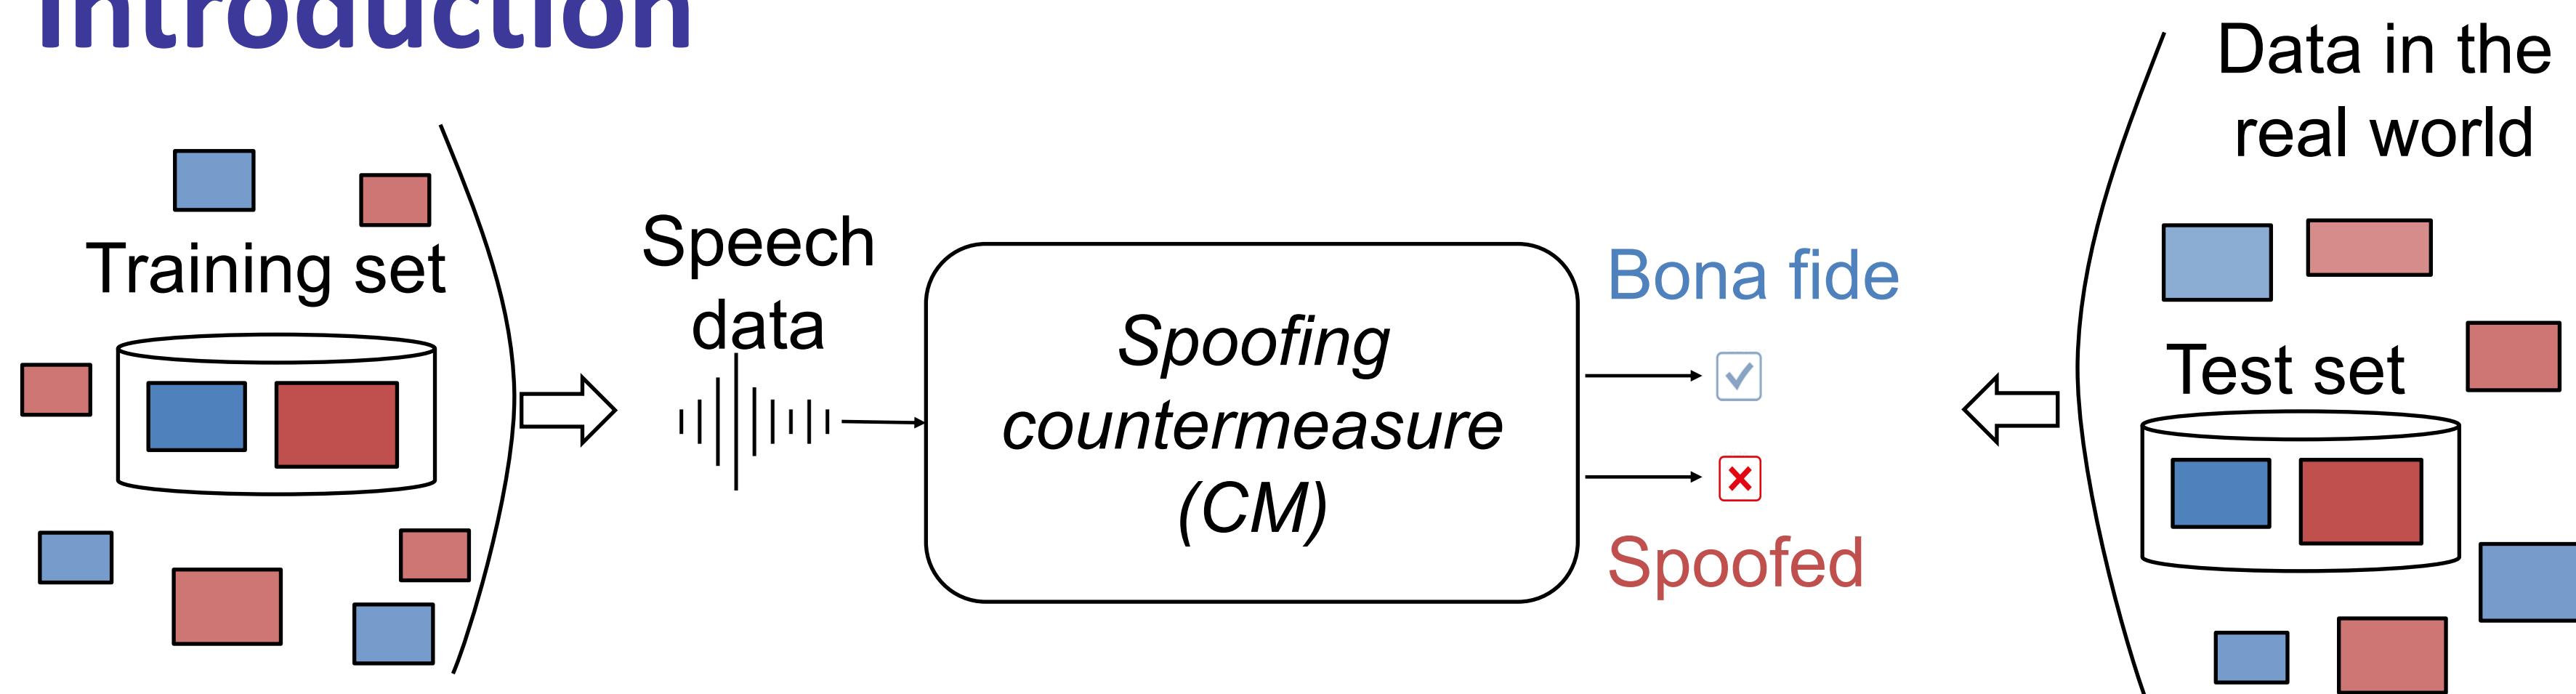 Introduction
Data in the
real world
Training set
Speech
data
Spoofing
countermeasure
(CM)
Bona fide
Spoofed
Test set